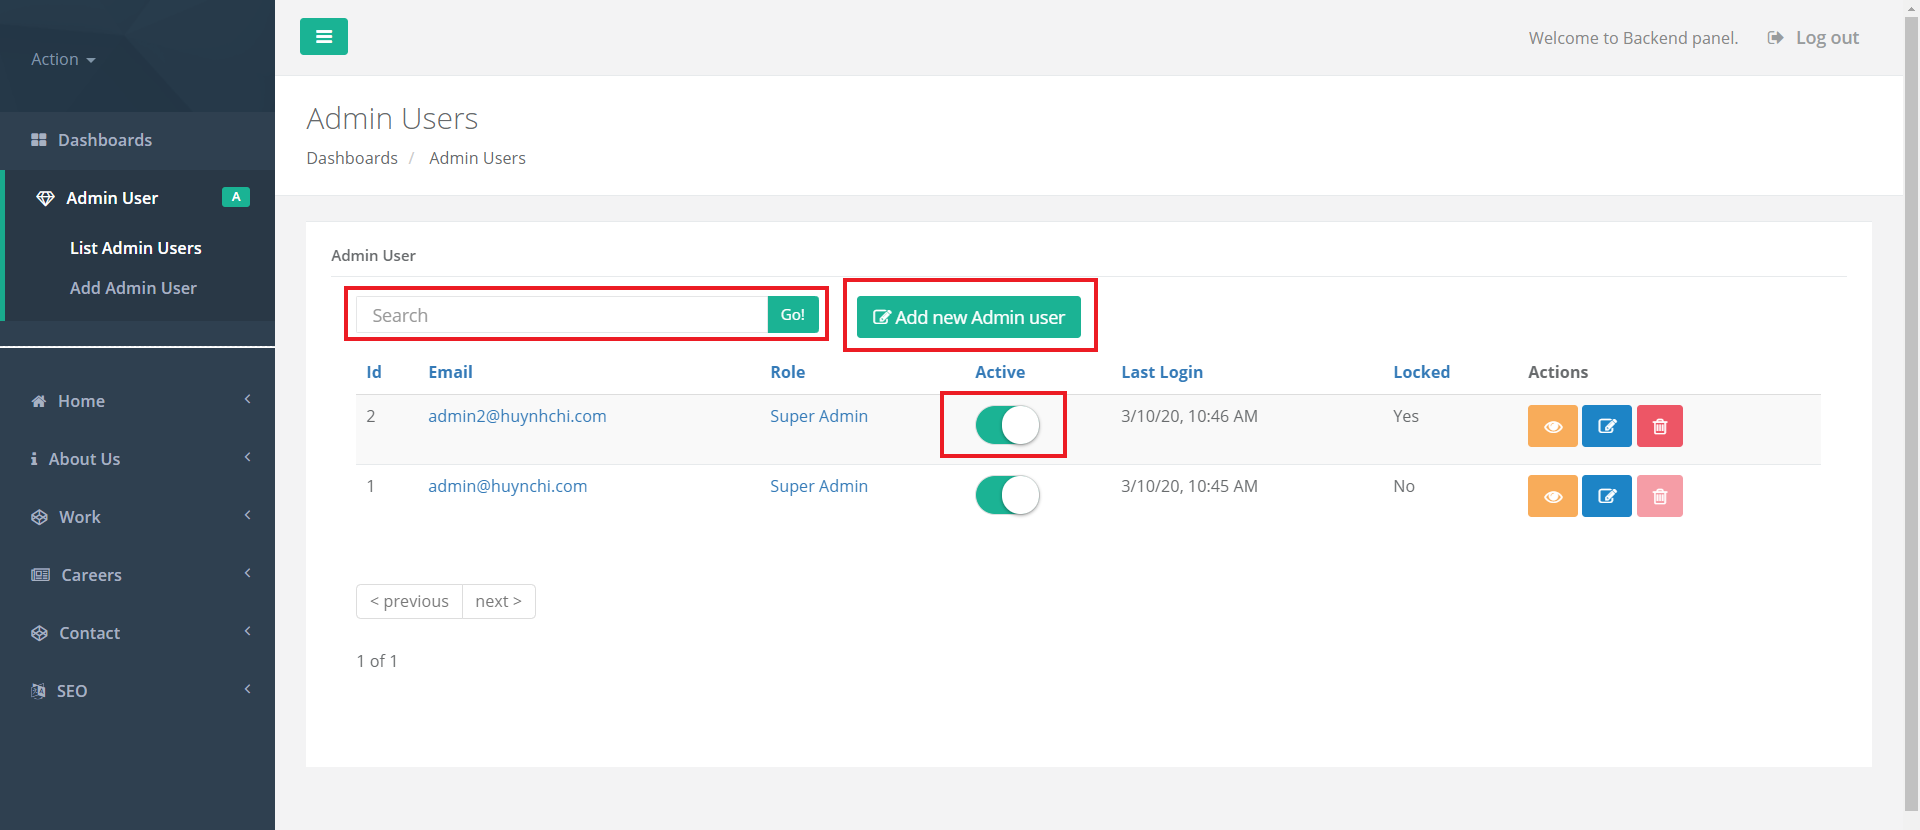 Action
Welcome to Backend panel. Log out
Dashboards
Admin User A
List Admin Users
Add Admin User
Home
About Us
Work
Careers
Contact
SEO
Admin Users
Dashboards / Admin Users
Admin User
Search Go! Add new Admin user
Id Email Role Active Last Login Locked Actions
2 admin2@huynhchi.com Super Admin 3/10/20, 10:46 AM Yes
1 admin@huynchi.com Super Admin 3/10/20, 10:45 AM No
< previous next >
1 of 1